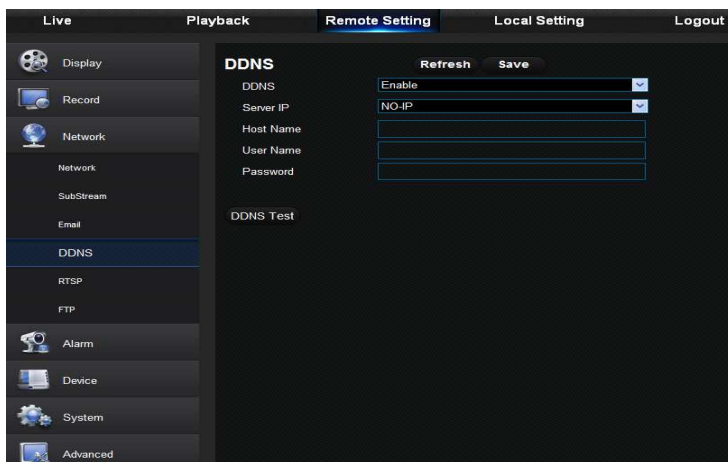 Live Playback Remote Setting Local Setting Logout
Display
Record
Network
Network
SubStream
Email
DDNS
RTSP
FTP
Alarm
Device
System
Advanced
DDNS Refresh Save
DDNS Enable
Server IP NO-IP
Host Name
User Name
Password
DDNS Test